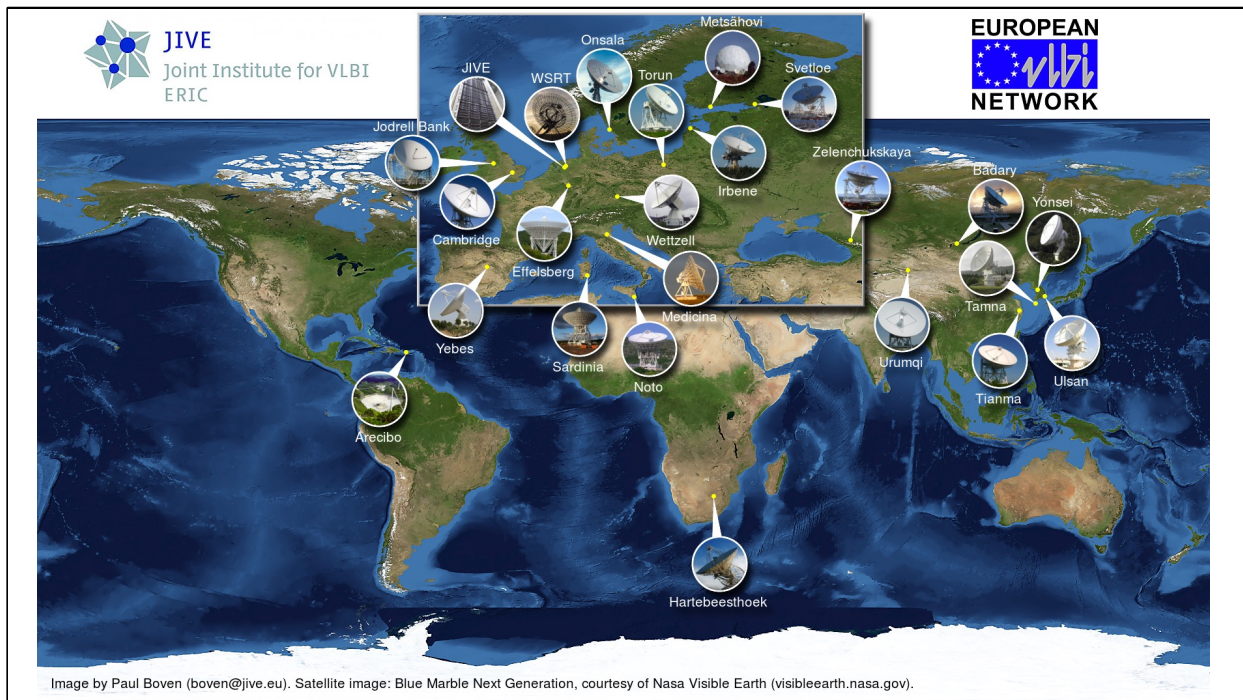 JIVE
Joint Institute for VLBI
ERIC
EUROPEAN
vlbi
NETWORK
Metsähovi
Onsala
JIVE
WSRT
Torun
Svetloe
Jodrell Bank
Zelenchukskaya
Irbene
Badary
Yonsei
Cambridge
Wettzell
Effelsberg
Tamna
Medicina
Yebes
Sardinia
Noto
Urumqi
Ulsan
Tianma
Arecibo
Hartebeesthoek
Image by Paul Boven (boven@jive.eu). Satellite image: Blue Marble Next Generation, courtesy of Nasa Visible Earth (visibleearth.nasa.gov).